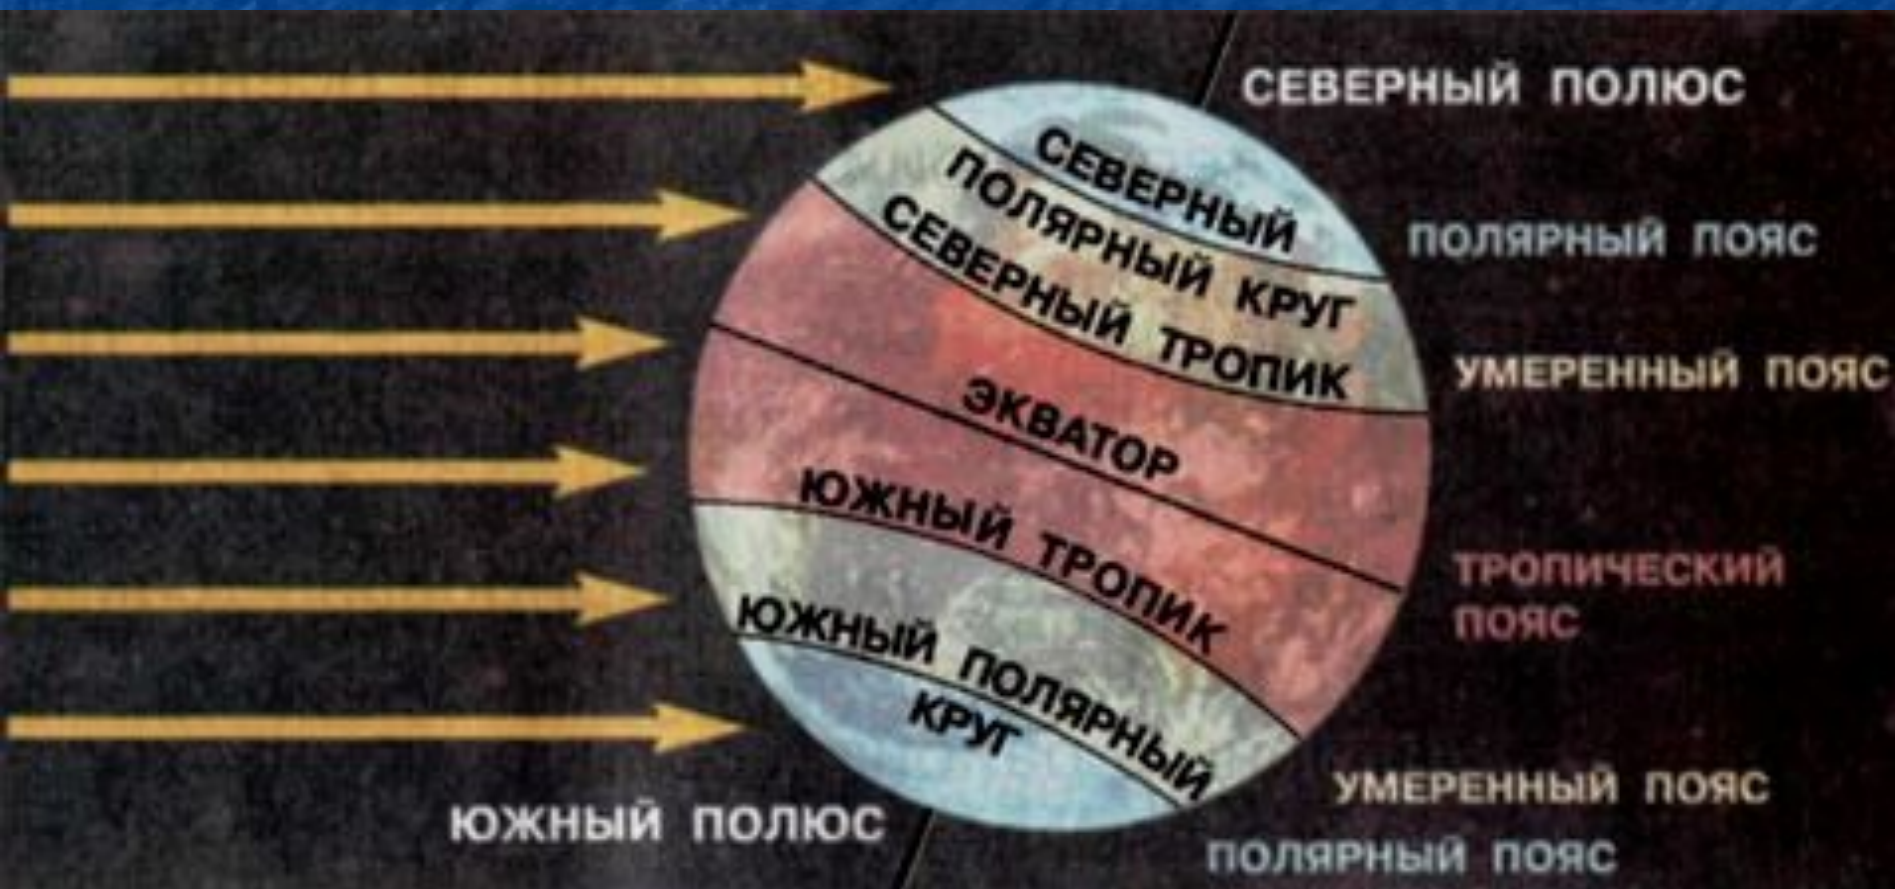 СЕВЕРНЫЙ ПОЛЮС
СЕВЕРНЫЙ
ПОЛЯРНЫЙ КРУГ
ПОЛЯРНЫЙ ПОЯС
СЕВЕРНЫЙ ТРОПИК
УМЕРЕННЫЙ ПОЯС
ЭКВАТОР
ЮЖНЫЙ ТРОПИК
ТРОПИЧЕСКИЙ
ПОЯС
ЮЖНЫЙ ПОЛЯРНЫЙ
КРУГ
УМЕРЕННЫЙ ПОЯС
ЮЖНЫЙ ПОЛЮС
ПОЛЯРНЫЙ ПОЯС